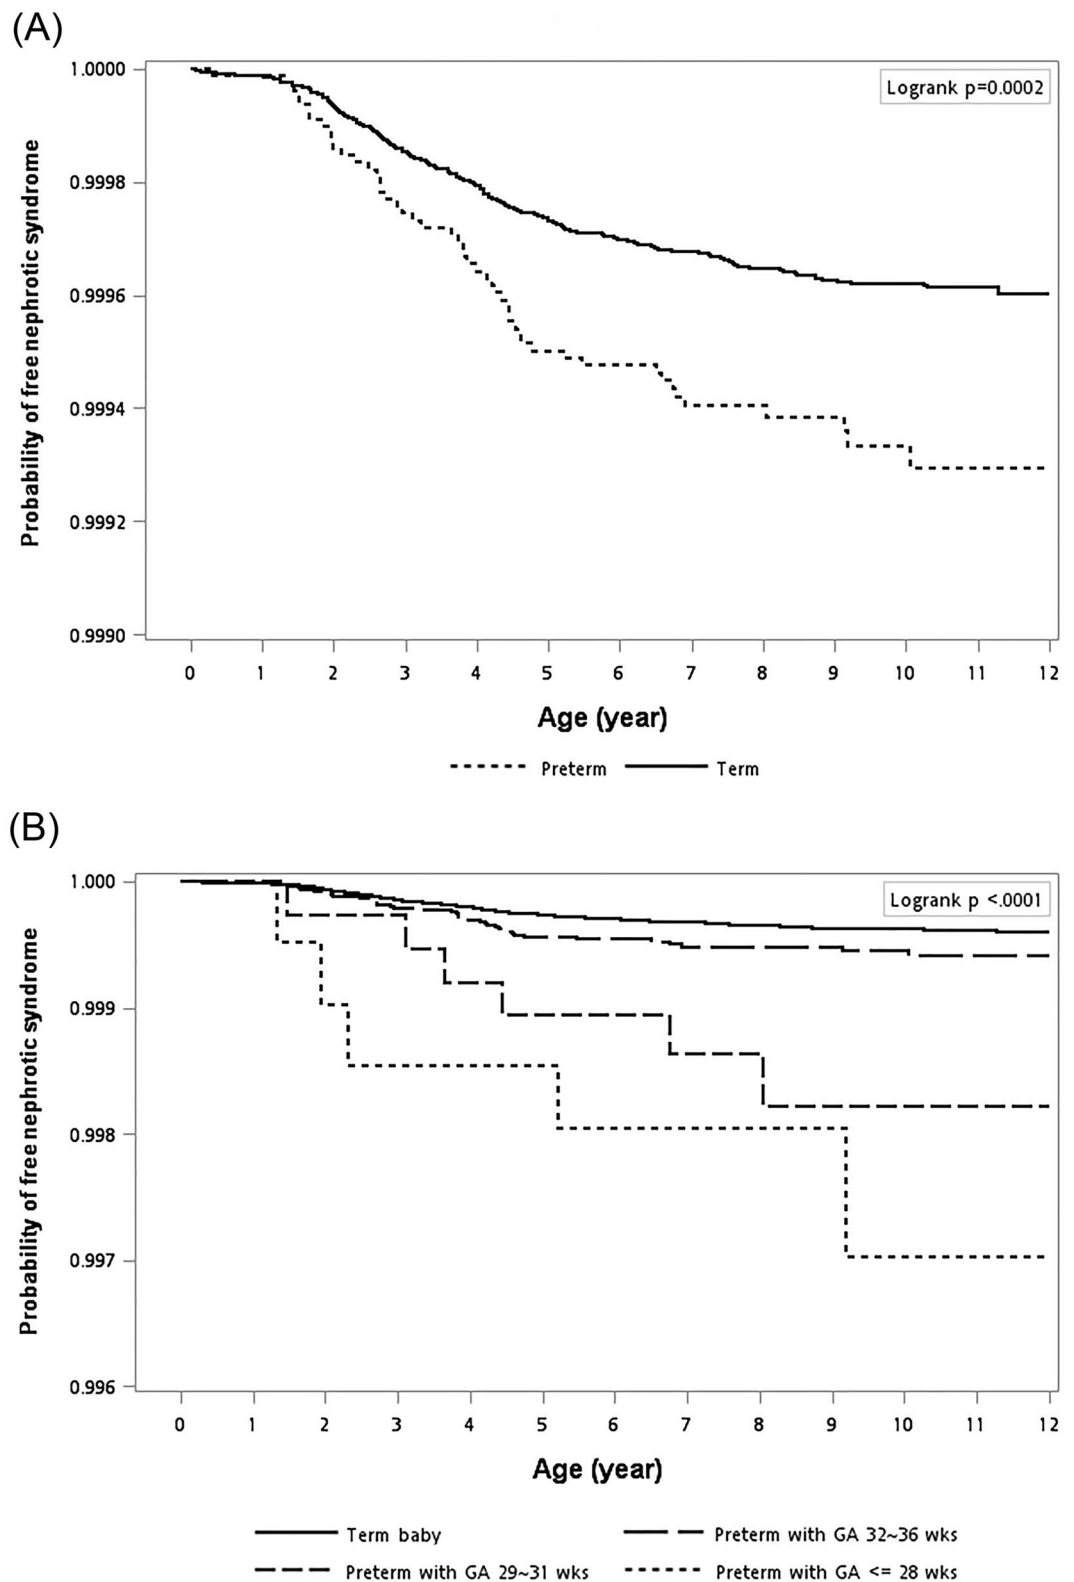 (A)
Probability of free nephrotic syndrome
1.0000
0.9998
0.9996
0.9994
0.9992
0.9990
Logrank p=0.0002
0 1 2 3 4 5 6 7 8 9 10 11 12
Age (year)
Preterm Term
(B)
Probability of free nephrotic syndrome
1.000
0.999
0.998
0.997
0.996
Logrank p <.0001
0 1 2 3 4 5 6 7 8 9 10 11 12
Age (year)
Term baby Preterm with GA 32~36 wks
Preterm with GA 29~31 wks Preterm with GA <= 28 wks